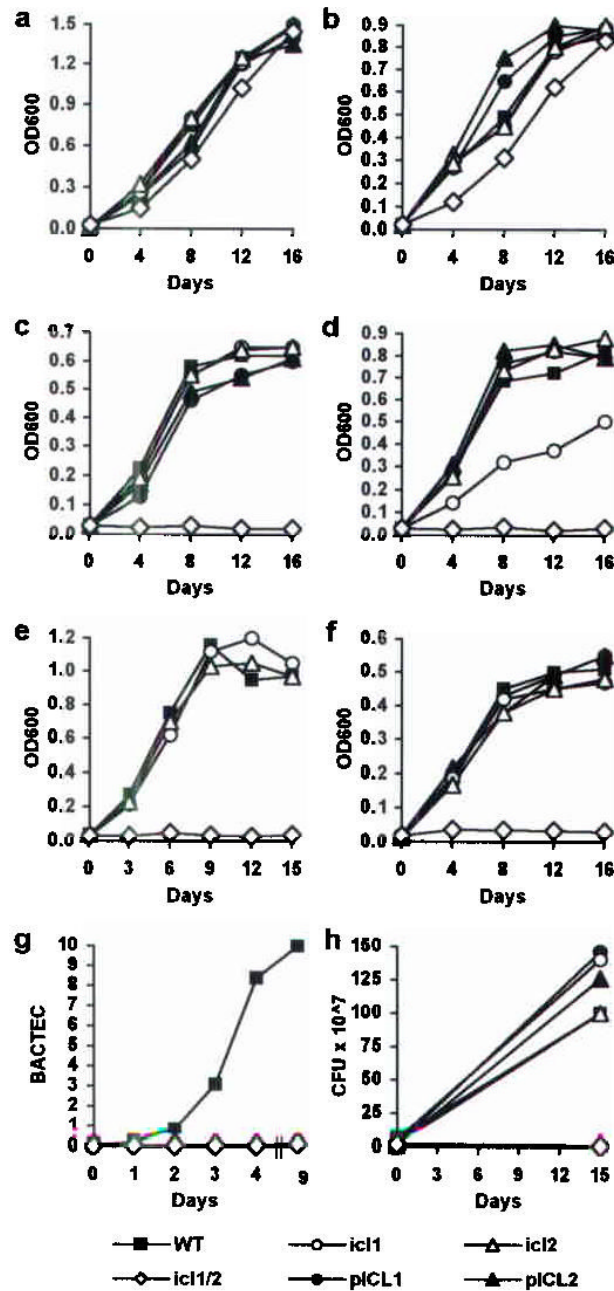 a
b
OD600
1.5
1.2
0.9
0.6
0.3
0.0
0 4 8 12 16
Days
OD600
0.9
0.8
0.7
0.6
0.5
0.4
0.3
0.2
0.1
0.0
0 4 8 12 16
Days
c
d
OD600
0.7
0.6
0.5
0.4
0.3
0.2
0.1
0.0
0 4 8 12 16
Days
OD600
0.9
0.8
0.7
0.6
0.5
0.4
0.3
0.2
0.1
0.0
0 4 8 12 16
Days
e
f
OD600
1.2
1.0
0.8
0.6
0.4
0.2
0.0
0 3 6 9 12 15
Days
OD600
0.6
0.5
0.4
0.3
0.2
0.1
0.0
0 4 8 12 16
Days
g
h
BACTEC
10
9
8
7
6
5
4
3
2
1
0
0 1 2 3 4 9
Days
CFU x 10^7
150
125
100
75
50
25
0
0 3 6 9 12 15
Days
WT icl1 icl2
icl1/2 pICL1 pICL2